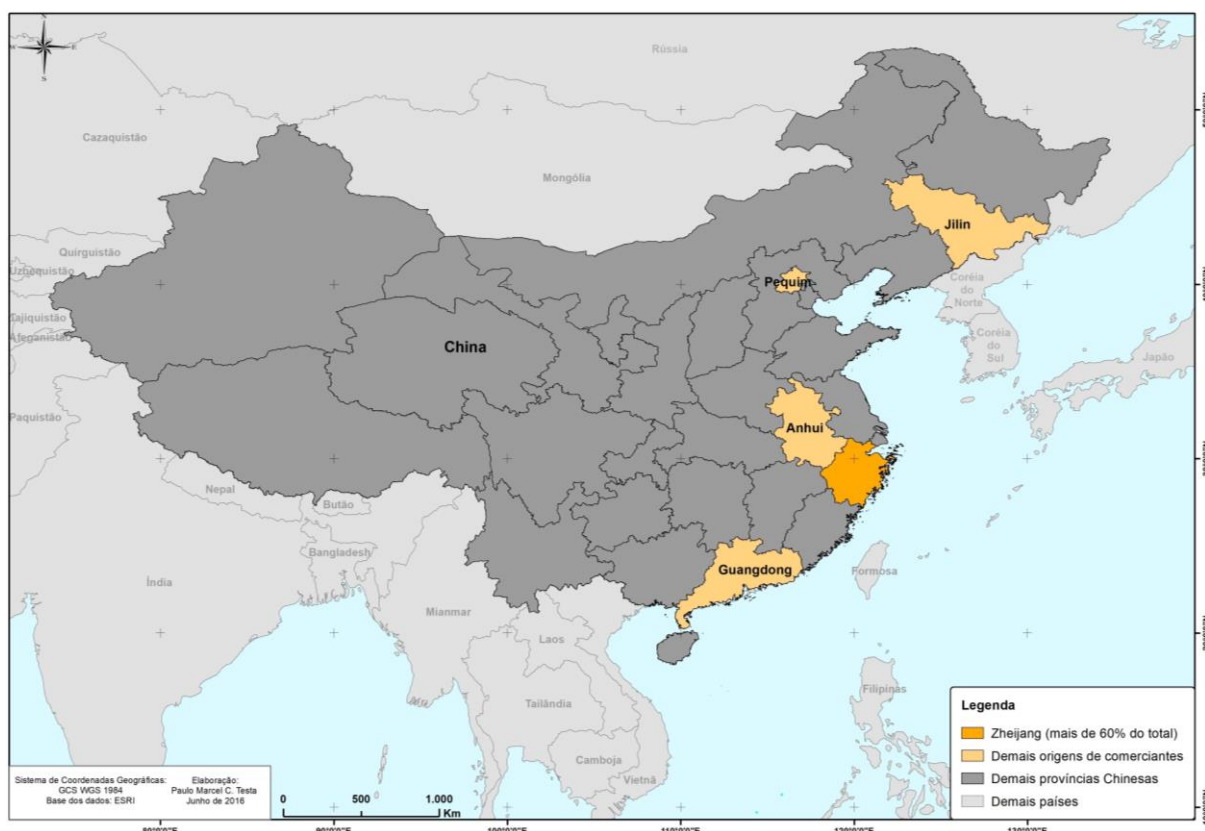 N
W
E
S
Rússia
Cazaquistão
Mongólia
Jilin
Quirguistão
Uzbequistão
Pequim
Coréia
do
Norte
Tajiquistão
Afeganistão
China
Coréia
do
Sul
Japão
Paquistão
Anhui
Nepal
Butão
Bangladesh
Guangdong
Formosa
Índia
Mianmar
Laos
Filipinas
Tailândia
Camboja
Vietnã
Legenda
Zheijang (mais de 60% do total)
Demais origens de comerciantes
Demais províncias Chinesas
Demais países
Sistema de Coordenadas Geográficas:
GCS WGS 1984
Base dos dados: ESRI
Elaboração:
Paulo Marcel C. Testa
Junho de 2016
0 500 1.000
Km